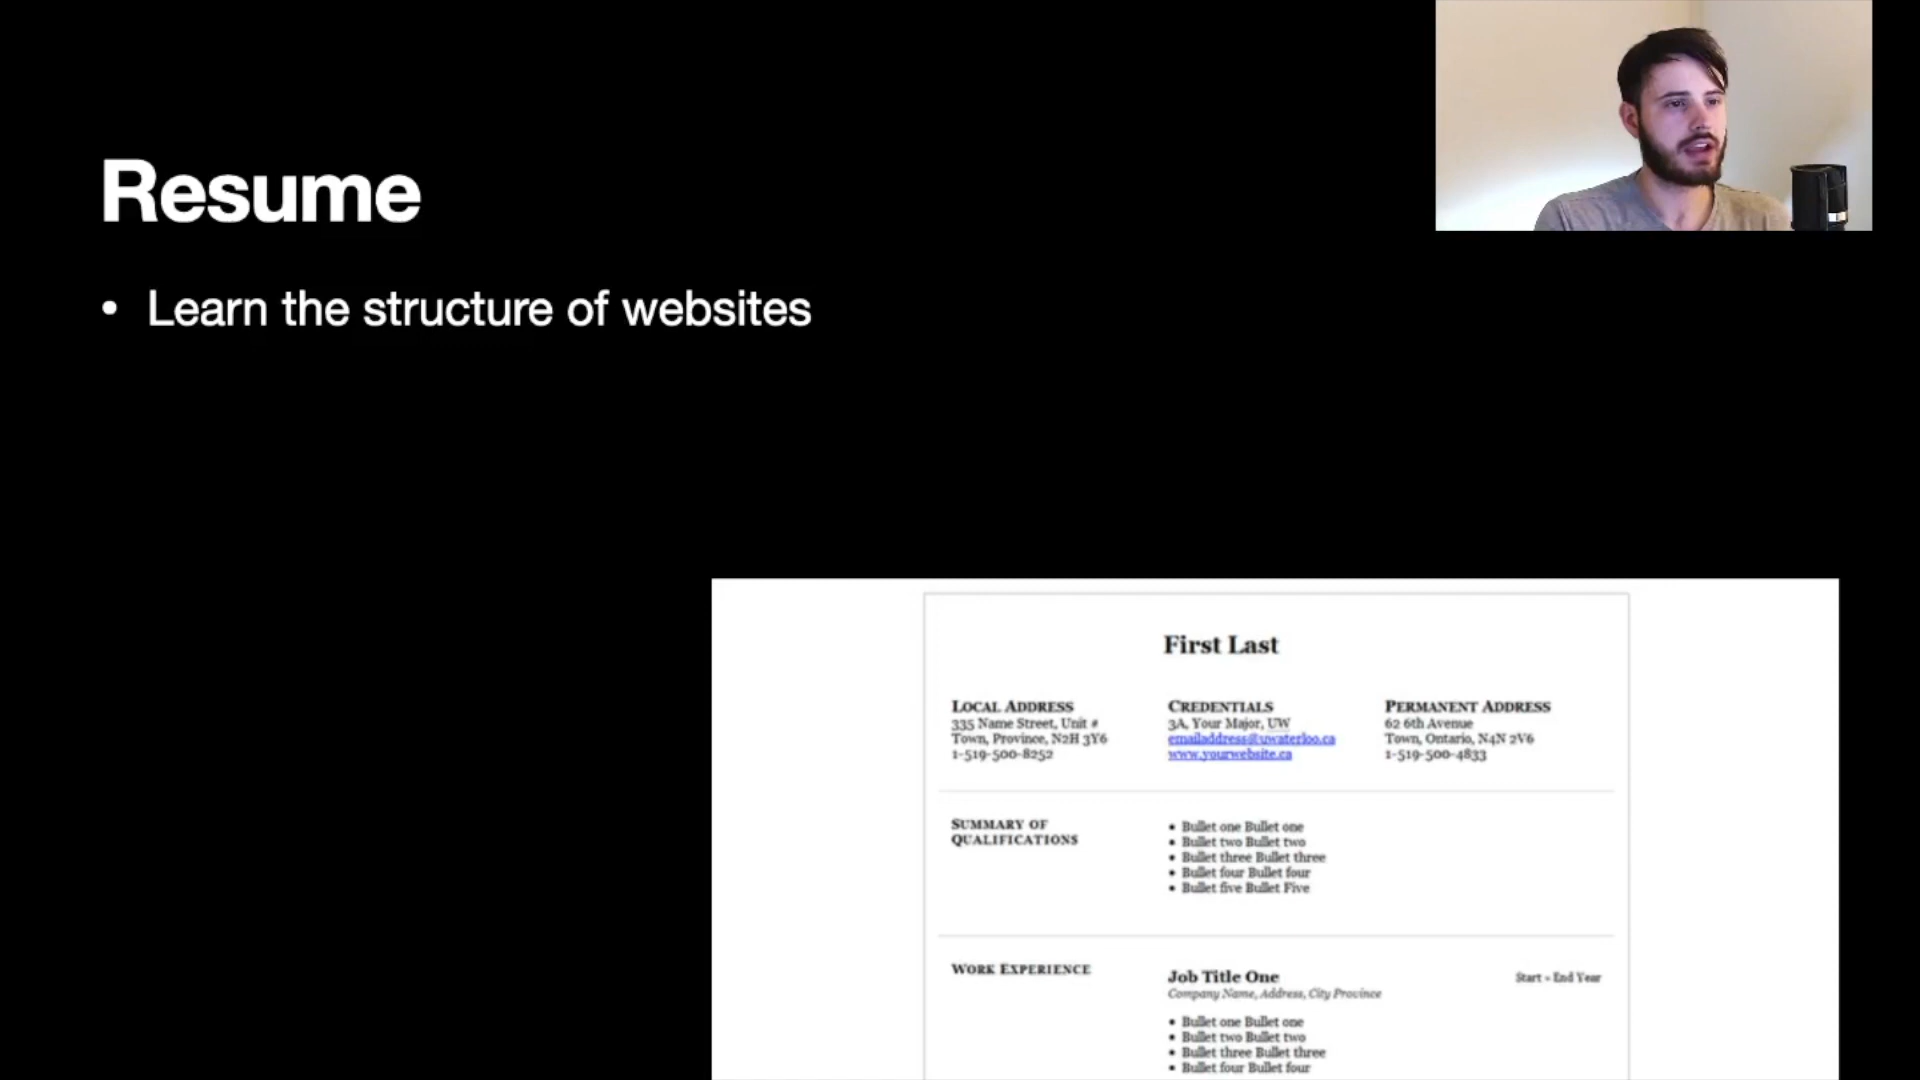 Resume
• Learn the structure of websites
First Last
LOCAL ADDRESS
335 Name Street, Unit #
Town, Province, N2H 3Y6
1-519-500-8252
CREDENTIALS
3A, Your Major, UW
emailaddress@uwaterloo.ca
www.yourwebsite.ca
PERMANENT ADDRESS
62 6th Avenue
Town, Ontario, N4N 2V6
1-519-500-4833
SUMMARY OF
QUALIFICATIONS
• Bullet one Bullet one
• Bullet two Bullet two
• Bullet three Bullet three
• Bullet four Bullet four
• Bullet five Bullet Five
WORK EXPERIENCE
Job Title One
Start - End Year
Company Name, Address, City Province
• Bullet one Bullet one
• Bullet two Bullet two
• Bullet three Bullet three
• Bullet four Bullet four